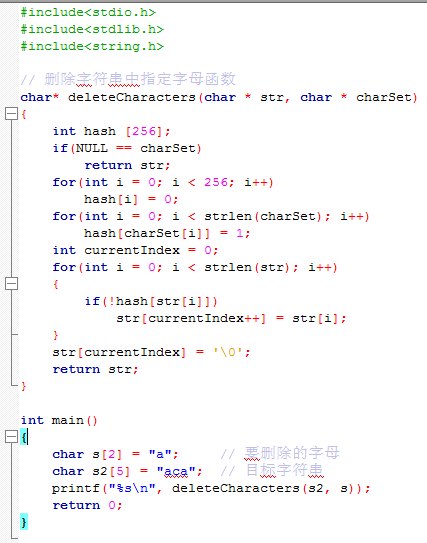 #include<stdio.h>
#include<stdlib.h>
#include<string.h>
// 删除字符串中指定字母函数
char* deleteCharacters(char * str, char * charSet)
{
int hash [256];
if(NULL == charSet)
return str;
for(int i = 0; i < 256; i++)
hash[i] = 0;
for(int i = 0; i < strlen(charSet); i++)
hash[charSet[i]] = 1;
int currentIndex = 0;
for(int i = 0; i < strlen(str); i++)
{
if(!hash[str[i]])
str[currentIndex++] = str[i];
}
str[currentIndex] = '\0';
return str;
}
int main()
{
char s[2] = "a"; // 要删除的字母
char s2[5] = "aca"; // 目标字符串
printf("%s\n", deleteCharacters(s2, s));
return 0;
}